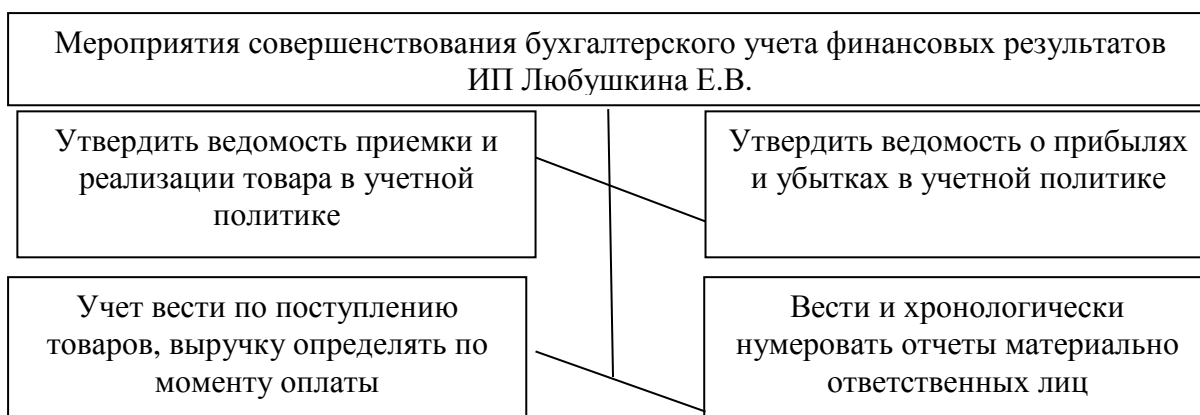 Мероприятия совершенствования бухгалтерского учета финансовых результатов
ИП Любушкина Е.В.
Утвердить ведомость приемки и
реализации товара в учетной
политике
Утвердить ведомость о прибылях
и убытках в учетной политике
Учет вести по поступлению
товаров, выручку определять по
моменту оплаты
Вести и хронологически
нумеровать отчеты материально
ответственных лиц